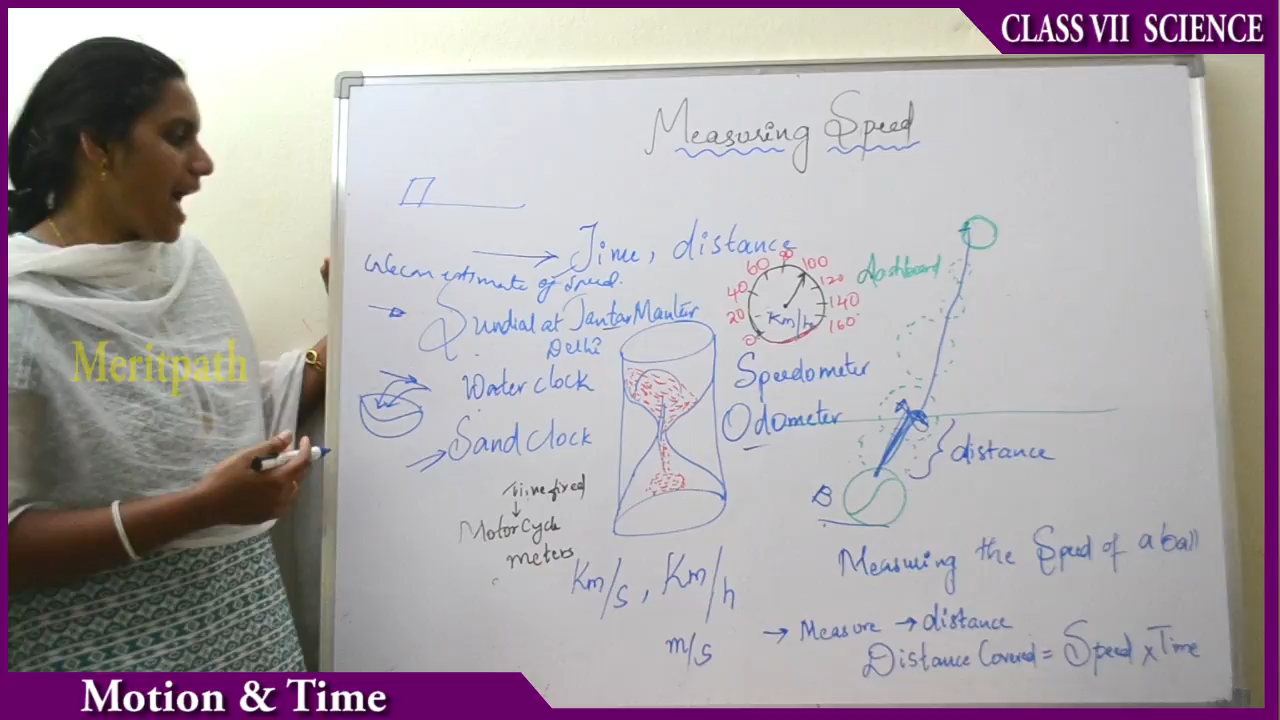 CLASS VII SCIENCE
Measuring Speed
Time, distance
We can estimate of Speed.
Sundial at Jantar Manter
Delhi
Water clock
Sand clock
Time fixed
Motorcycle
meters
Km/s, Km/h
m/s
0 20 40 60 80 100 120 140 160
Km/h
Dashboard
Speedometer
Odometer
distance
B
Measuring the Speed of a ball
→ Measure → distance
Distance Covered = Speed x Time
Meritpath
Motion & Time